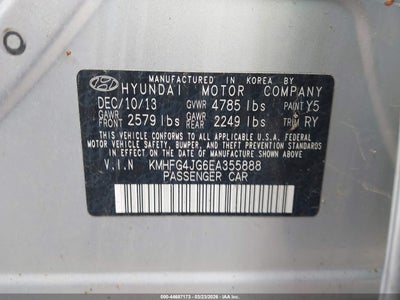 MANUFACTURED IN KOREA BY
HYUNDAI MOTOR COMPANY
DEC/10/13 GVWR 4785 lbs PAINT Y5
GAWR FRONT 2579 lbs GAWR REAR 2249 lbs TRIM RY
THIS VEHICLE CONFORMS TO ALL APPLICABLE U.S. FEDERAL
MOTOR VEHICLE SAFETY, BUMPER, AND THEFT PREVENTION
STANDARDS IN EFFECT ON THE DATE OF MANUFACTURE SHOWN ABOVE.
V.I.N KMHFG4JG6EA355888
PASSENGER CAR